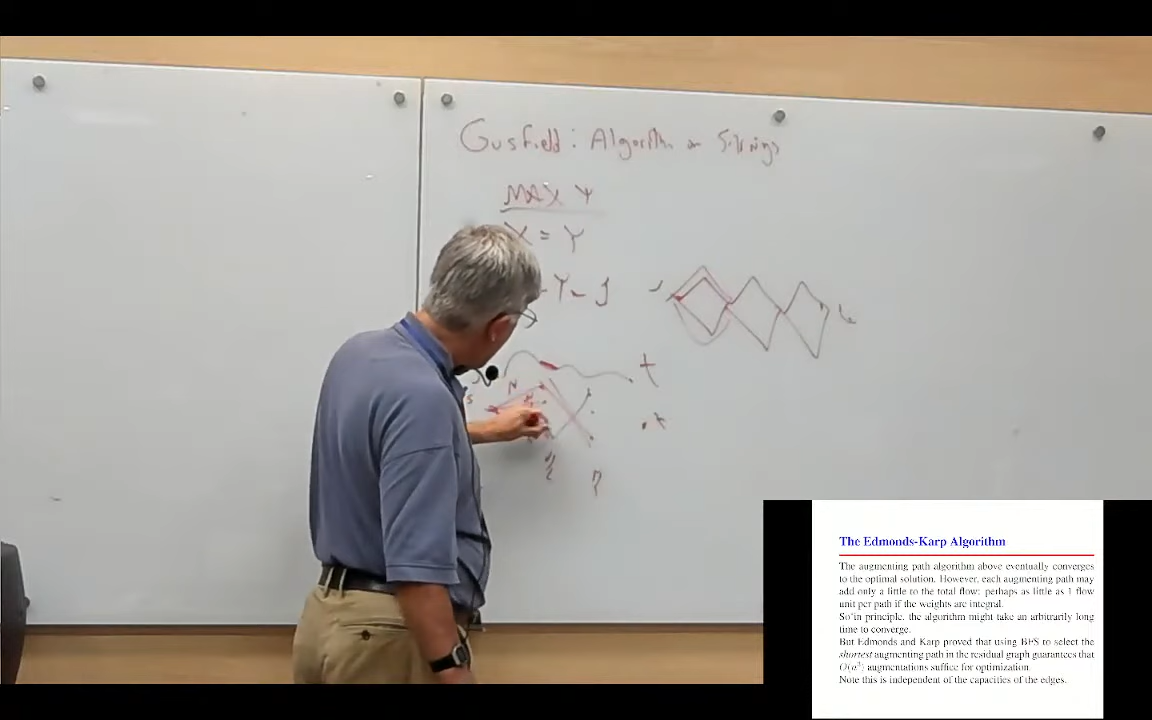 Gusfield: Algorithm on Strings
MAX Y
X = Y
- Y - 1
t
N
s
t
The Edmonds-Karp Algorithm
The augmenting path algorithm above eventually converges
to the optimal solution. However, each augmenting path may
add only a little to the total flow: perhaps as little as 1 flow
unit per path if the weights are integral.
So in principle, the algorithm might take an arbitrarily long
time to converge.
But Edmonds and Karp proved that using BFS to select the
shortest augmenting path in the residual graph guarantees that
O(n³) augmentations suffice for optimization.
Note this is independent of the capacities of the edges.